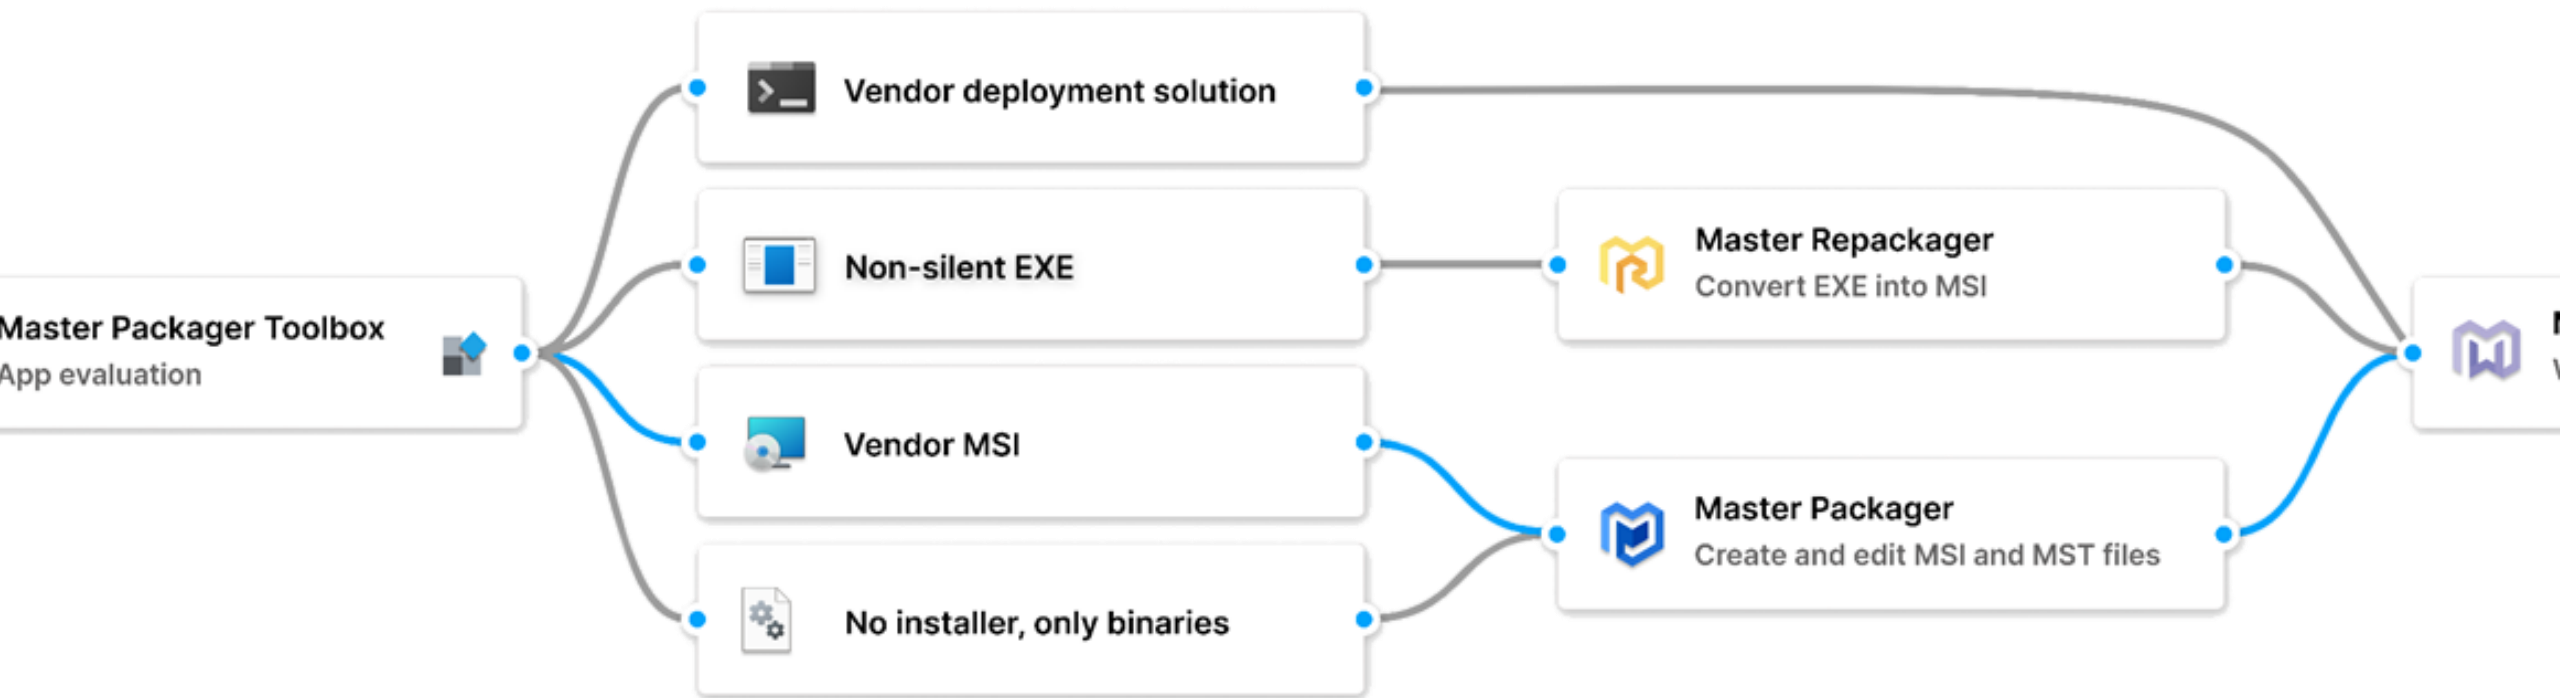 Vendor deployment solution
Non-silent EXE
Master Repackager
Convert EXE into MSI
Master Packager Toolbox
App evaluation
Vendor MSI
Master Packager
Create and edit MSI and MST files
No installer, only binaries